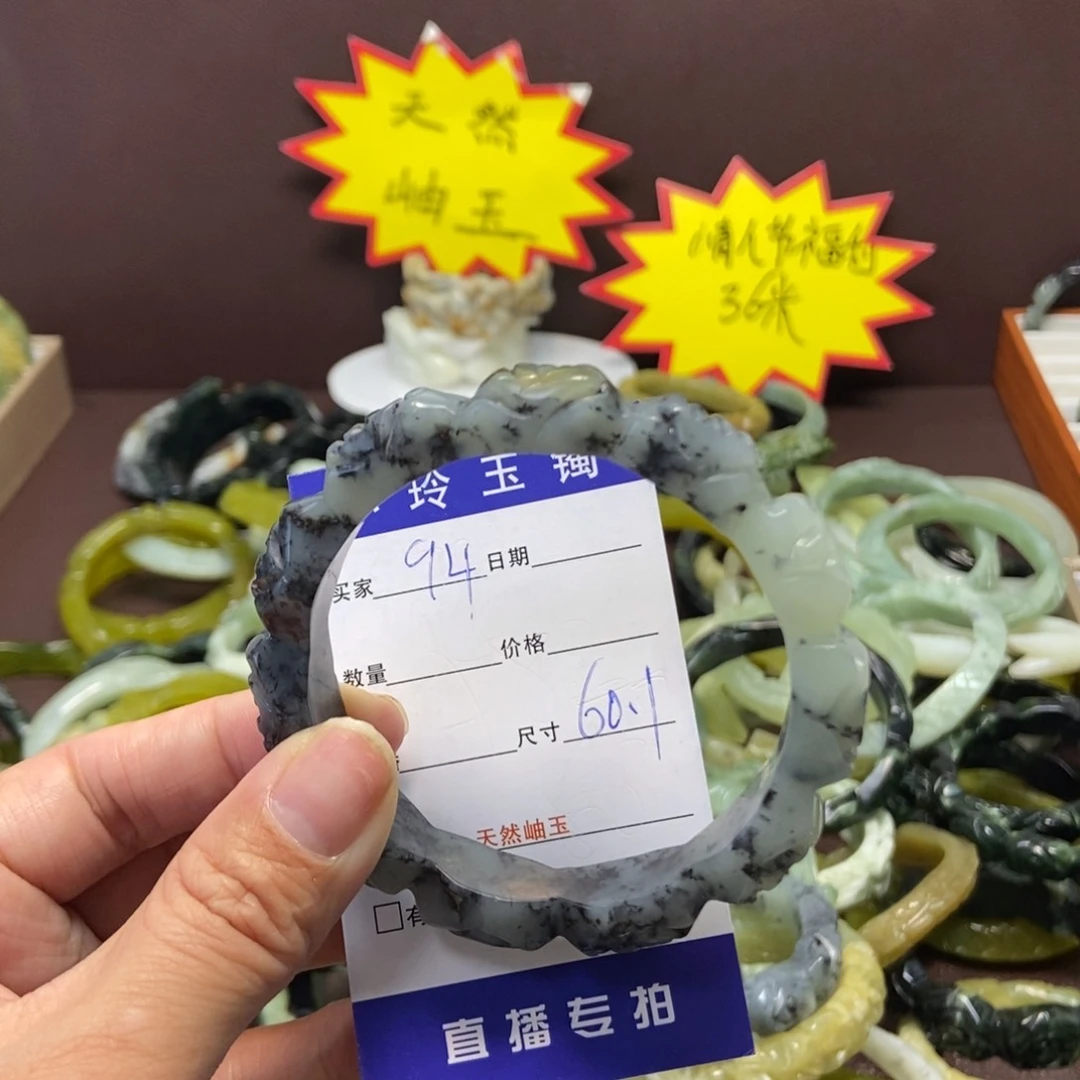 天然
岫玉
情人节福利
36米
玲玉镯
买家 94 日期
数量 价格
尺寸 60.1
天然岫玉
□有
直播专拍